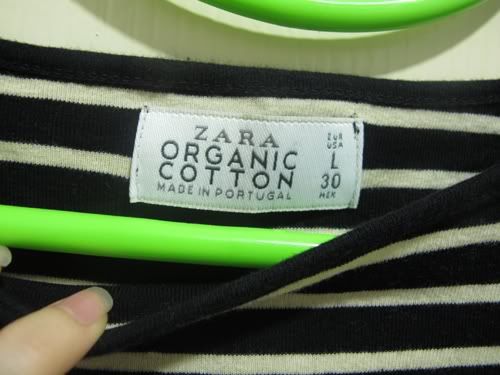 ZARA
ORGANIC
COTTON
MADE IN PORTUGAL
EUR
USA
L
30
MEX